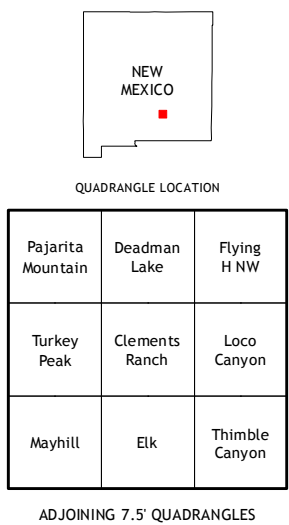 NEW
MEXICO
QUADRANGLE LOCATION
Pajarita
Mountain
Deadman
Lake
Flying
H NW
Turkey
Peak
Clements
Ranch
Loco
Canyon
Mayhill
Elk
Thimble
Canyon
ADJOINING 7.5' QUADRANGLES